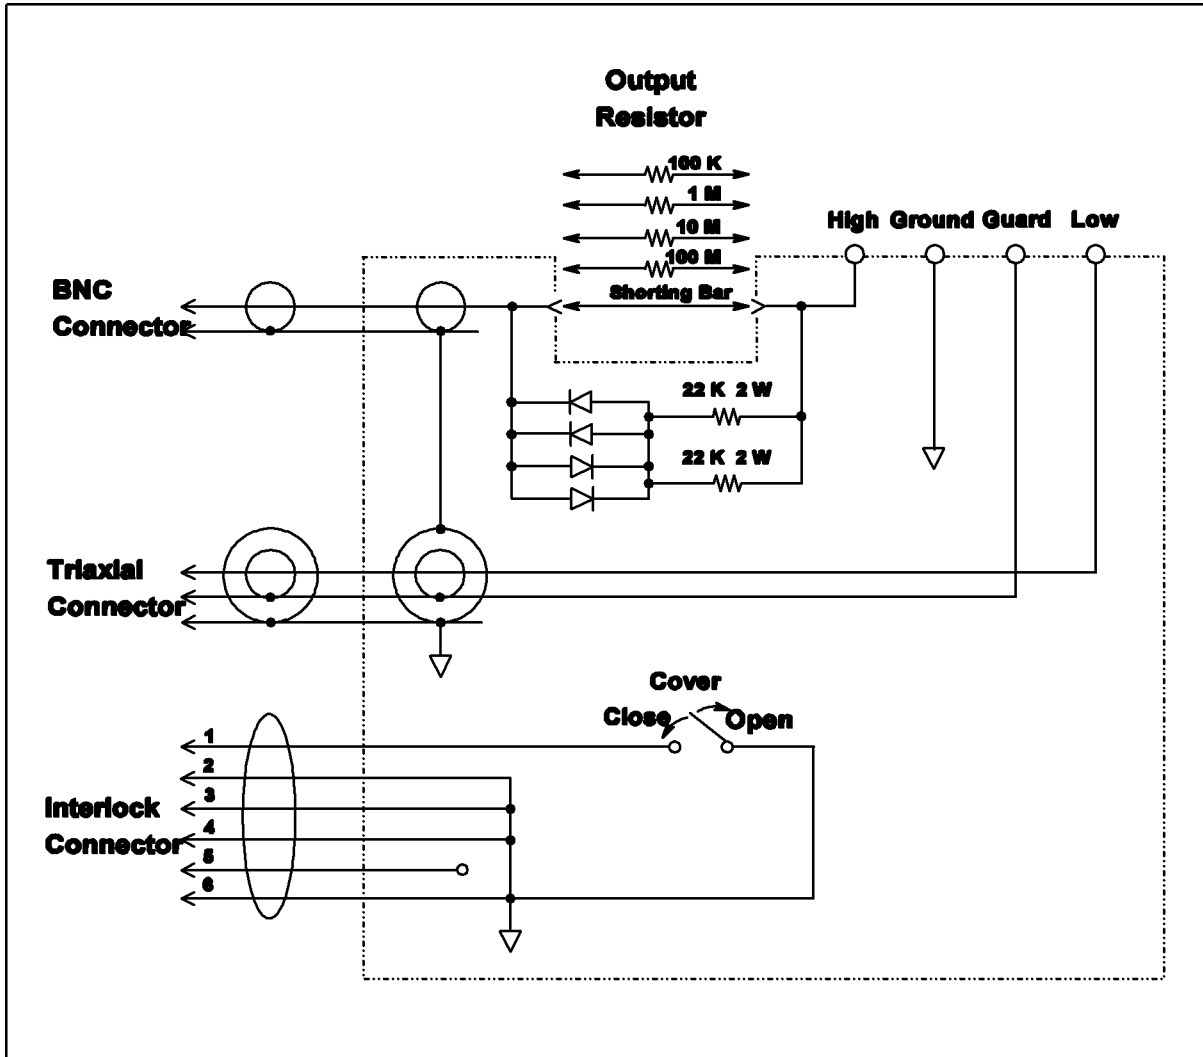 Output
Resistor
100 K
1 M
10 M
100 M
Shorting Bar
High Ground Guard Low
BNC
Connector
22 K 2 W
22 K 2 W
Triaxial
Connector
Cover
Close Open
Interlock
Connector
1
2
3
4
5
6